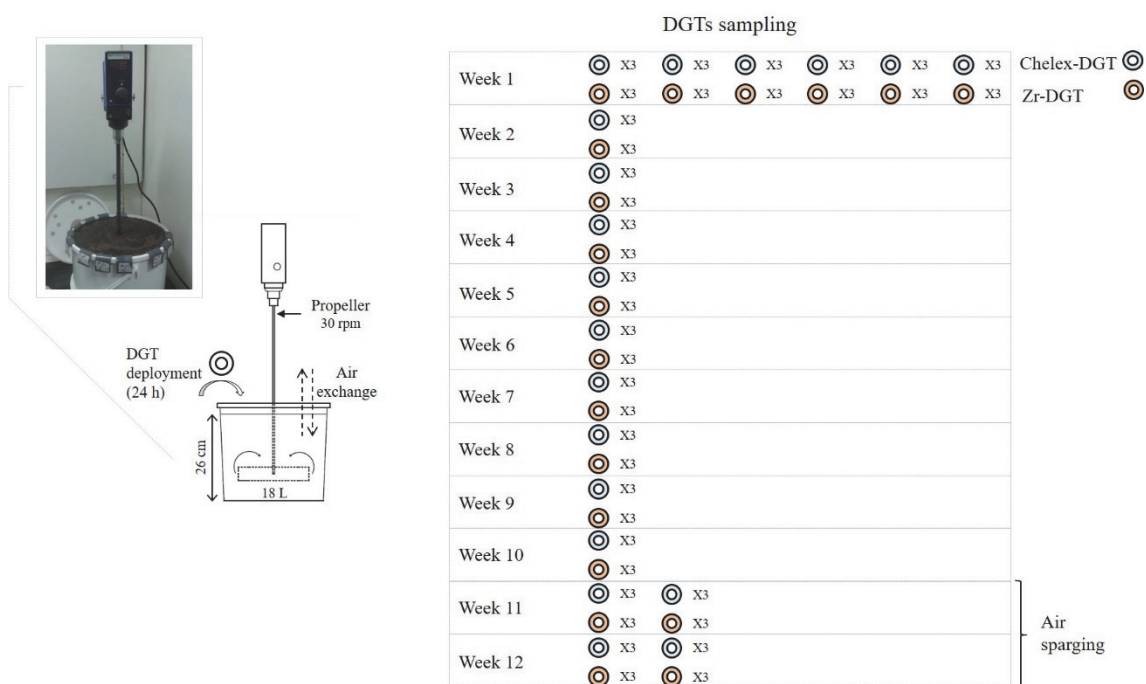 DGTs sampling
Week 1 X3 X3 X3 X3 X3 X3 Chelex-DGT
X3 X3 X3 X3 X3 X3 Zr-DGT
Week 2 X3
X3
Week 3 X3
X3
Week 4 X3
X3
Week 5 X3
X3
Week 6 X3
X3
Week 7 X3
X3
Week 8 X3
X3
Week 9 X3
X3
Week 10 X3
X3
Week 11 X3 X3
X3 X3
Week 12 X3 X3
X3 X3
Air
sparging
Propeller
30 rpm
DGT
deployment
(24 h)
Air
exchange
26 cm
18 L